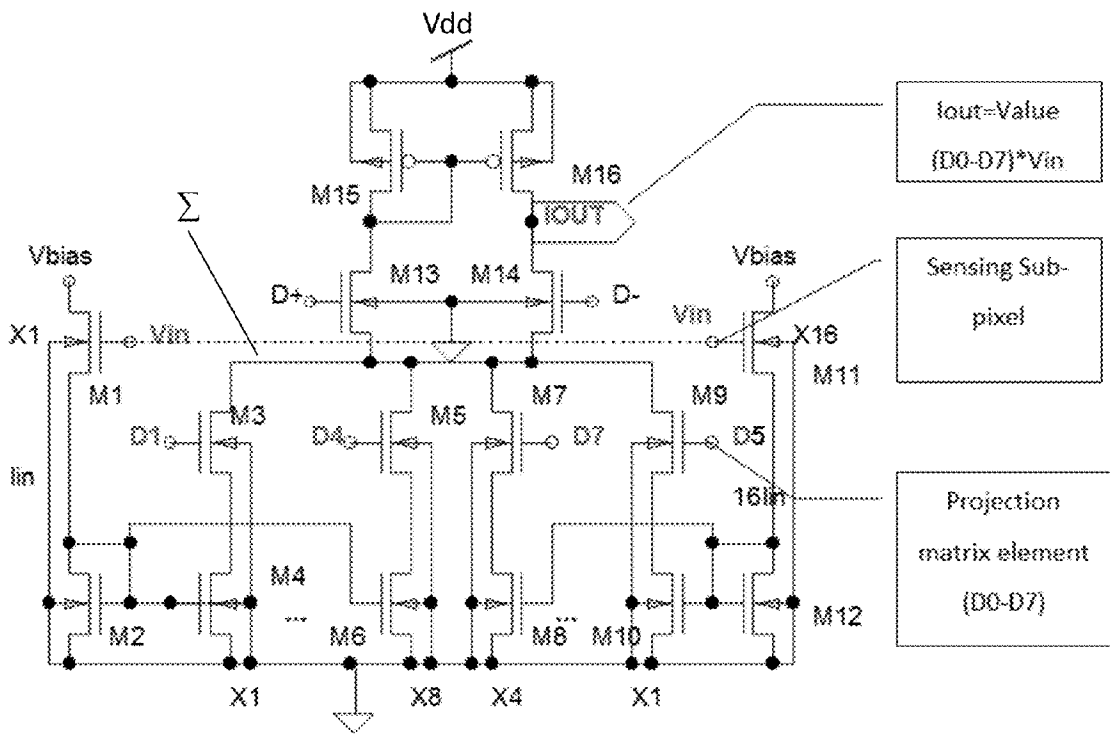 Vdd
M15
M16
IOUT
Iout=Value
(D0-D7)*Vin
∑
Vbias
M13
M14
Vbias
D+
D-
Sensing Sub-
pixel
X1
Vin
Vin
X16
M1
M11
M3
M5
M7
M9
D1
D4
D7
D5
Iin
16Iin
Projection
matrix element
(D0-D7)
M4
M2
...
M6
M8
...
M10
M12
X1
X8
X4
X1